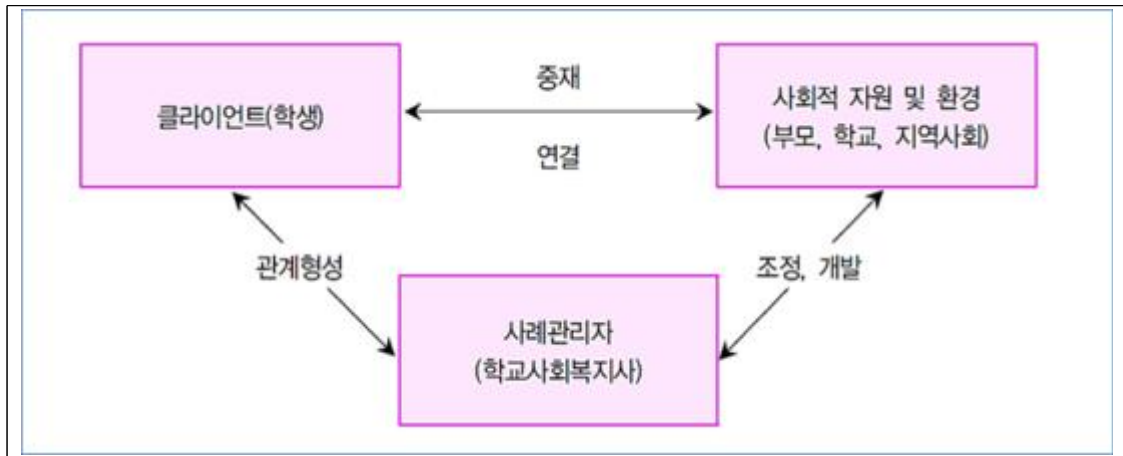 클라이언트(학생)
중재
연결
사회적 자원 및 환경
(부모, 학교, 지역사회)
관계형성
조정, 개발
사례관리자
(학교사회복지사)